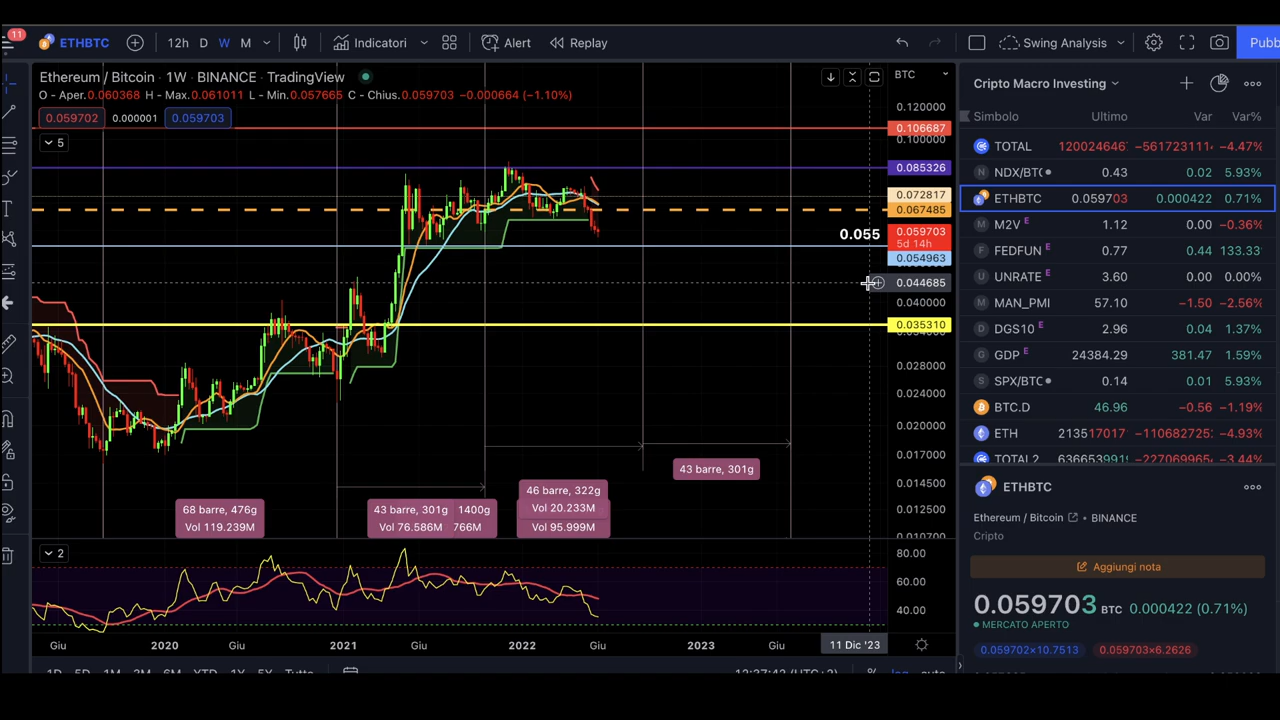 11
ETHBTC
12h D W M
Indicatori
Alert
Replay
Swing Analysis
Pubb
Ethereum / Bitcoin · 1W · BINANCE · TradingView
O - Aper.0.060368 H - Max.0.061011 L - Min.0.057665 C - Chius.0.059703 −0.000664 (−1.10%)
0.059702 0.000001 0.059703
5
BTC
0.120000
0.106687
0.100000
0.085326
0.072817
0.067485
0.055
0.059703
5d 14h
0.054963
0.044685
0.040000
0.035310
0.028000
0.024000
0.020000
0.017000
0.014500
0.012500
43 barre, 301g
68 barre, 476g
Vol 119.239M
43 barre, 301g 1400g
Vol 76.586M 766M
46 barre, 322g
Vol 20.233M
Vol 95.999M
2
80.00
60.00
40.00
Giu 2020 Giu 2021 Giu 2022 Giu 2023 Giu 11 Dic '23
Cripto Macro Investing
Simbolo Ultimo Var Var%
TOTAL −4.47%
NDX/BT 0.43 0.02 5.93%
ETHBTC 0.059703 0.000422 0.71%
M2V E 1.12 0.00 −0.36%
FEDFUN E 0.77 0.44 133.33
UNRATE E 3.60 0.00 0.00%
MAN_PMI 57.10 −1.50 −2.56%
DGS10 E 2.96 0.04 1.37%
GDP E 24384.29 381.47 1.59%
SPX/BTC 0.14 0.01 5.93%
BTC.D 46.96 −0.56 −1.19%
ETH −4.93%
TOTAL2 −3.44%
ETHBTC
Ethereum / Bitcoin • BINANCE
Cripto
Aggiungi nota
0.059703 BTC 0.000422 (0.71%)
MERCATO APERTO
0.059702×10.7513 0.059703×6.2626